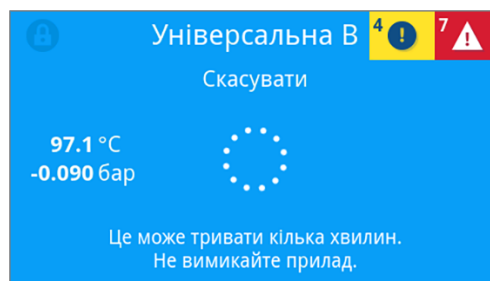 Універсальна B
4
7
Скасувати
97.1 °C
-0.090 бар
Це може тривати кілька хвилин.
Не вимикайте прилад.